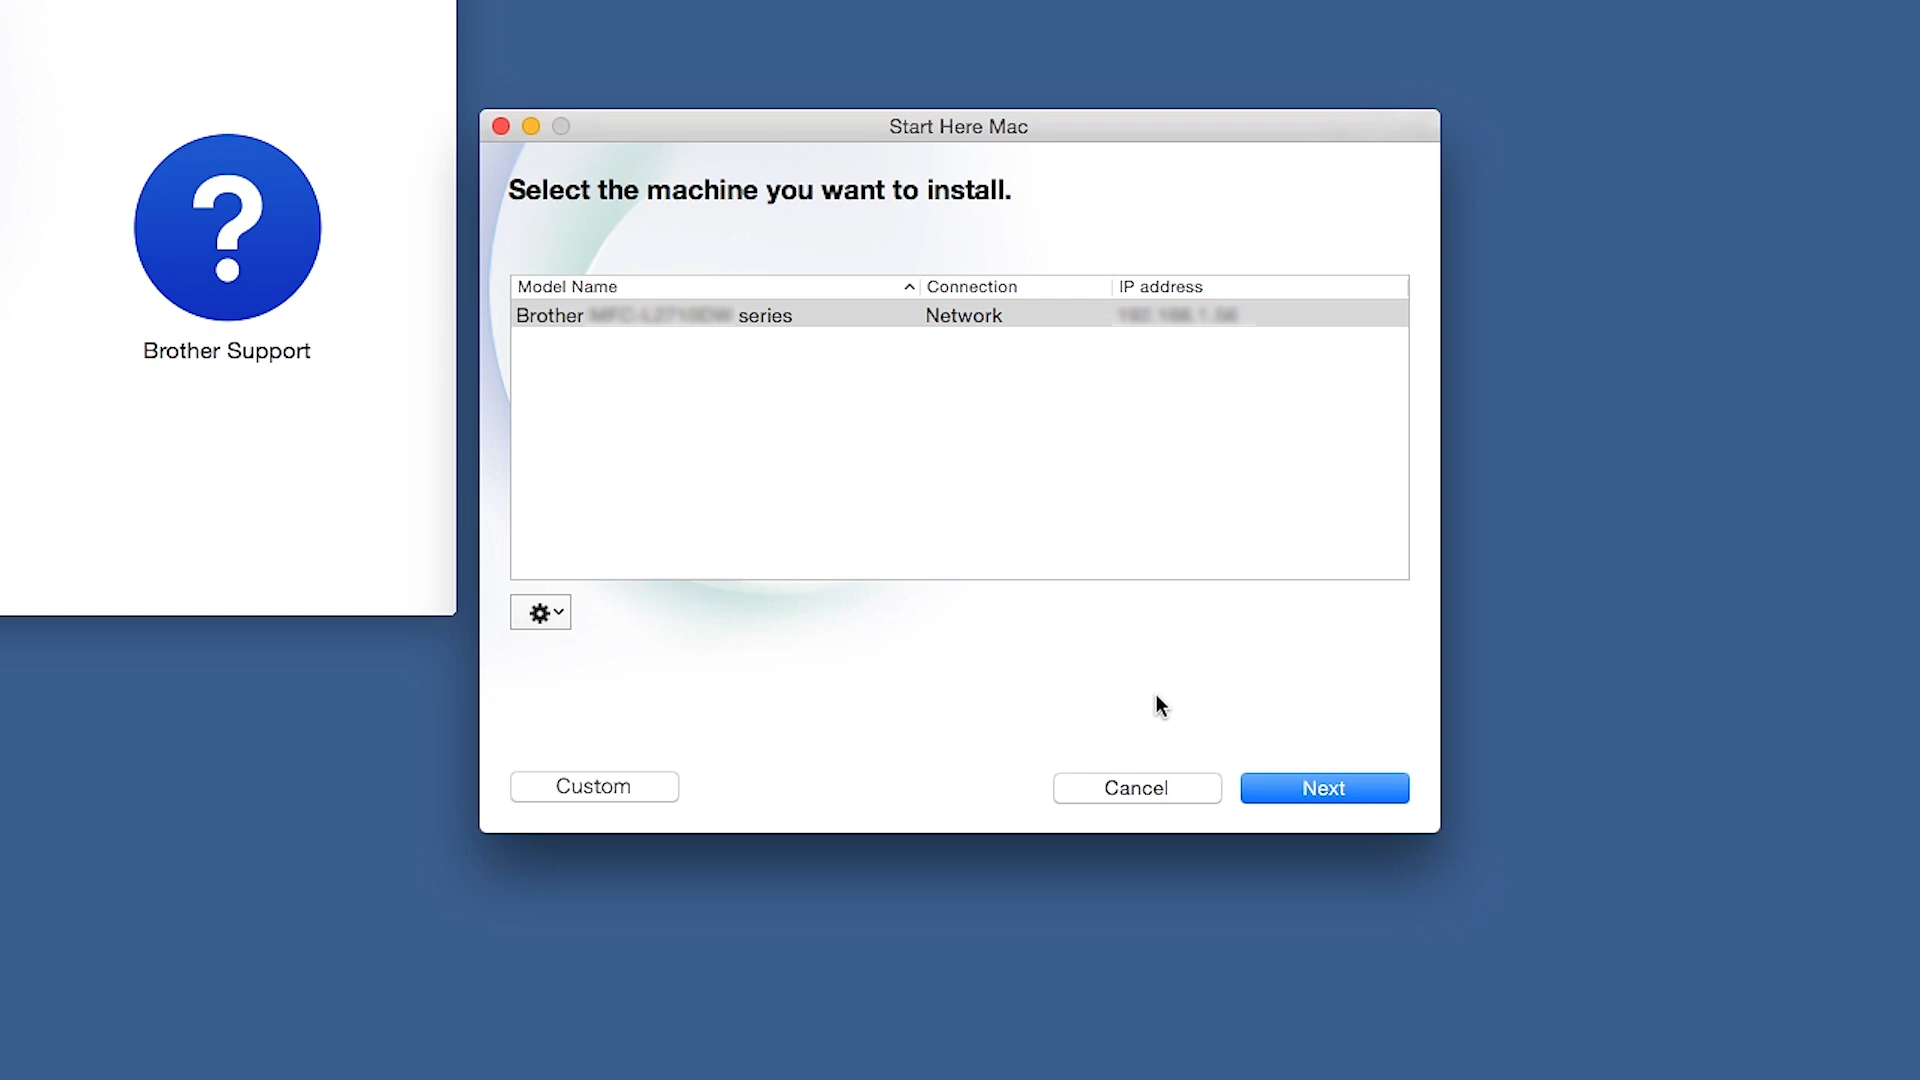 Brother Support
Start Here Mac
Select the machine you want to install.
Model Name Connection IP address
Brother series Network
Custom Cancel Next